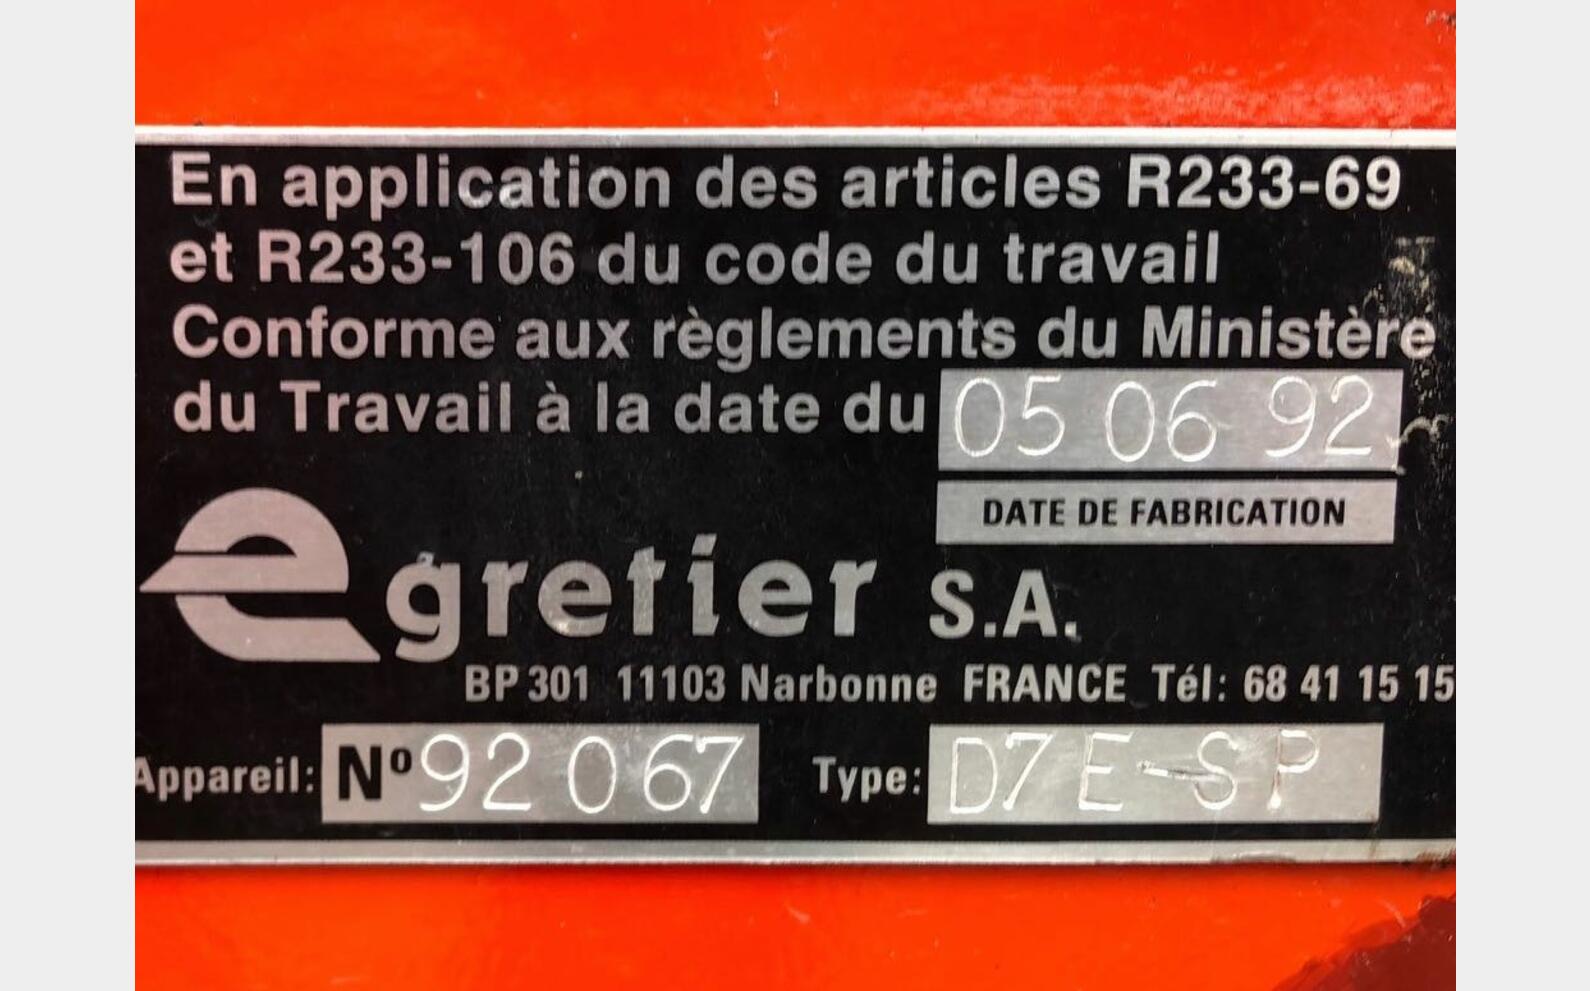 En application des articles R233-69
et R233-106 du code du travail
Conforme aux règlements du Ministère
du Travail à la date du 05 06 92
DATE DE FABRICATION
egretier S.A.
BP 301 11103 Narbonne FRANCE Tél: 68 41 15 15
Appareil: N° 92 067 Type: D7E-SP